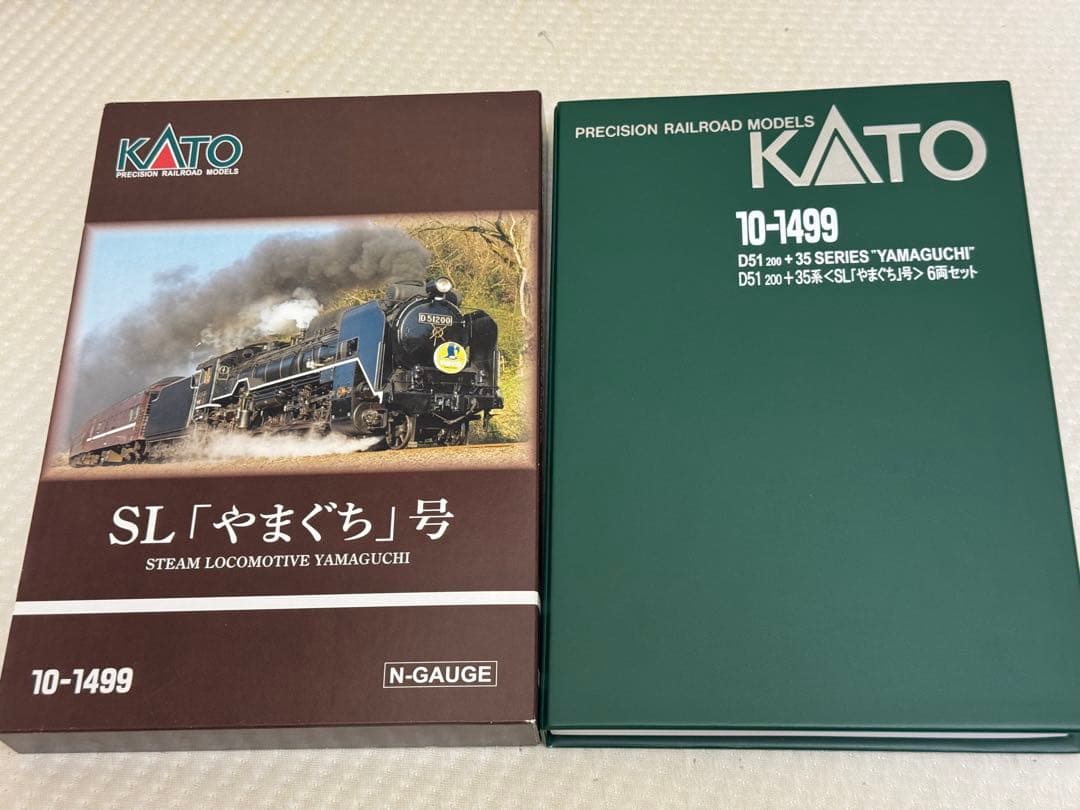 KATO
PRECISION RAILROAD MODELS
D51200
SL「やまぐち」号
STEAM LOCOMOTIVE YAMAGUCHI
10-1499
N-GAUGE
PRECISION RAILROAD MODELS
KATO
10-1499
D51 200 + 35 SERIES "YAMAGUCHI"
D51 200+35系<SL「やまぐち」号> 6両セット